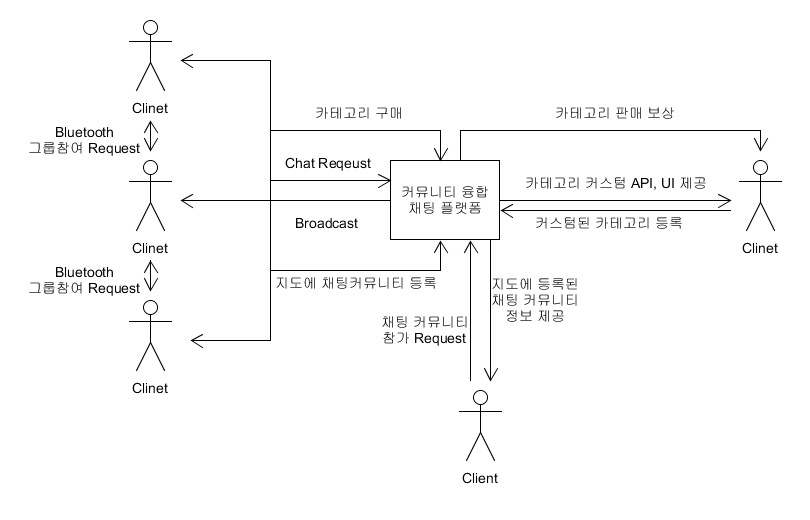 Clinet
Bluetooth
그룹참여 Request
카테고리 구매
카테고리 판매 보상
Chat Reqeust
커뮤니티 융합
채팅 플랫폼
카테고리 커스텀 API, UI 제공
Clinet
Broadcast
커스텀된 카테고리 등록
Clinet
Bluetooth
그룹참여 Request
지도에 채팅커뮤니티 등록
지도에 등록된
채팅 커뮤니티
정보 제공
채팅 커뮤니티
참가 Request
Clinet
Client